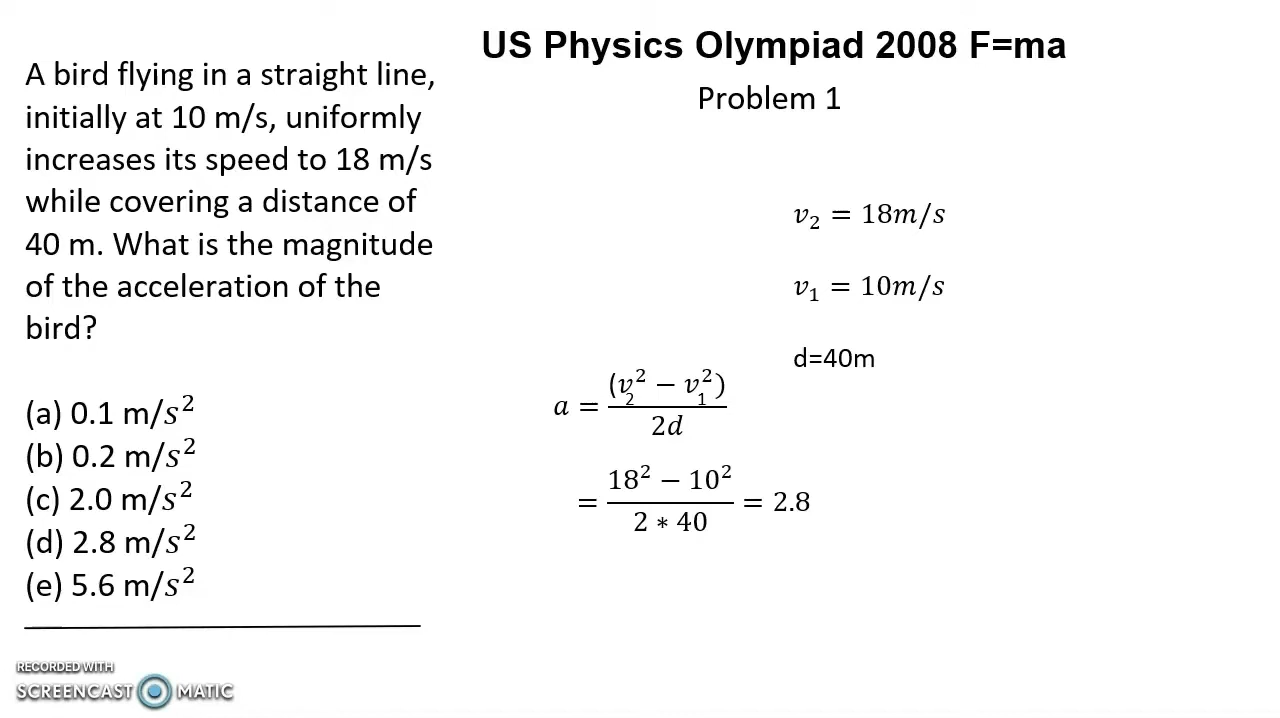 US Physics Olympiad 2008 F=ma
Problem 1
A bird flying in a straight line,
initially at 10 m/s, uniformly
increases its speed to 18 m/s
while covering a distance of
40 m. What is the magnitude
of the acceleration of the
bird?
(a) 0.1 m/s²
(b) 0.2 m/s²
(c) 2.0 m/s²
(d) 2.8 m/s²
(e) 5.6 m/s²
v₂ = 18m/s
v₁ = 10m/s
d=40m
a = (v₂² − v₁²) / 2d
= 18² − 10² / 2 ∗ 40 = 2.8
RECORDED WITH
SCREENCAST MATIC